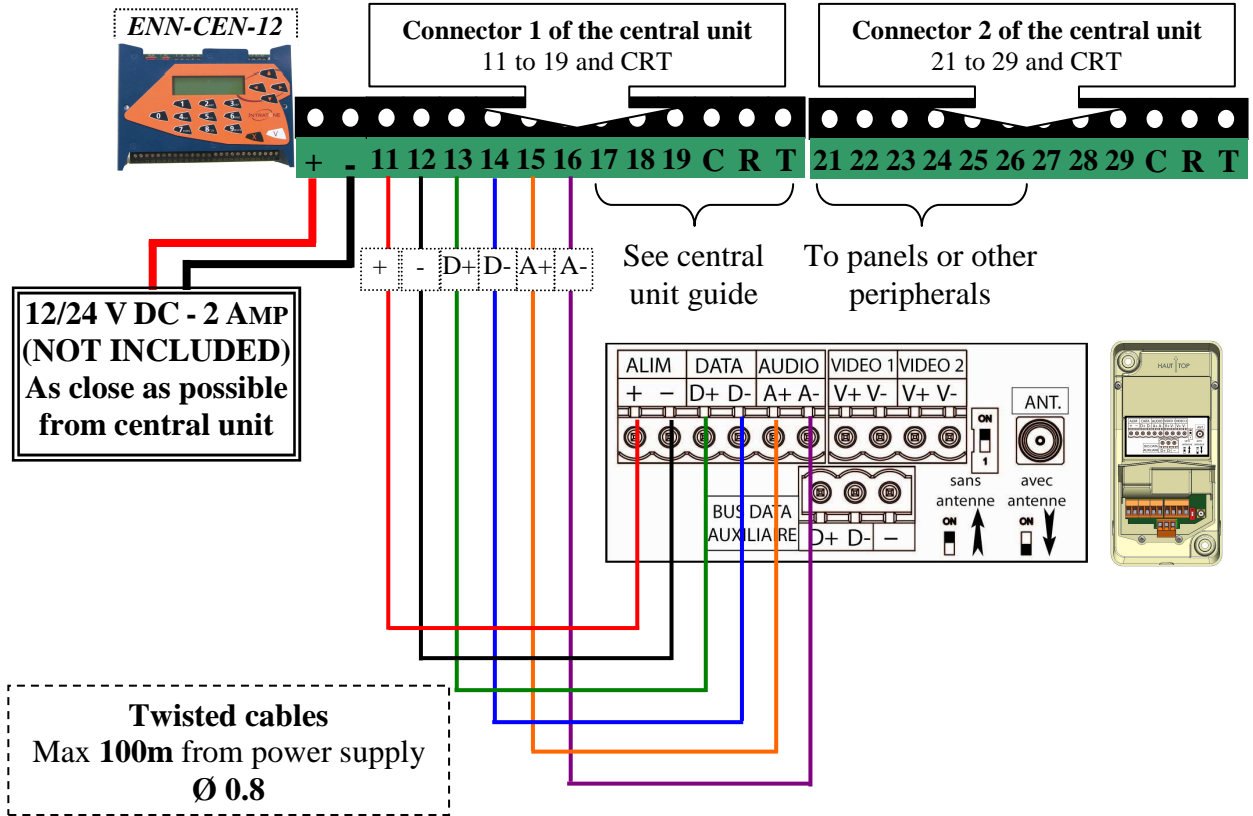 ENN-CEN-12
Connector 1 of the central unit
11 to 19 and CRT
Connector 2 of the central unit
21 to 29 and CRT
+ - 11 12 13 14 15 16 17 18 19 C R T
21 22 23 24 25 26 27 28 29 C R T
+ - D+ D- A+ A-
See central
unit guide
To panels or other
peripherals
12/24 V DC - 2 AMP
(NOT INCLUDED)
As close as possible
from central unit
ALIM DATA AUDIO VIDEO 1 VIDEO 2
+ − D+ D- A+ A- V+ V- V+ V-
ON
1
ANT.
sans
antenne
ON
avec
antenne
ON
BUS DATA
AUXILIAIRE
D+ D- −
HAUT TOP
Twisted cables
Max 100m from power supply
Ø 0.8